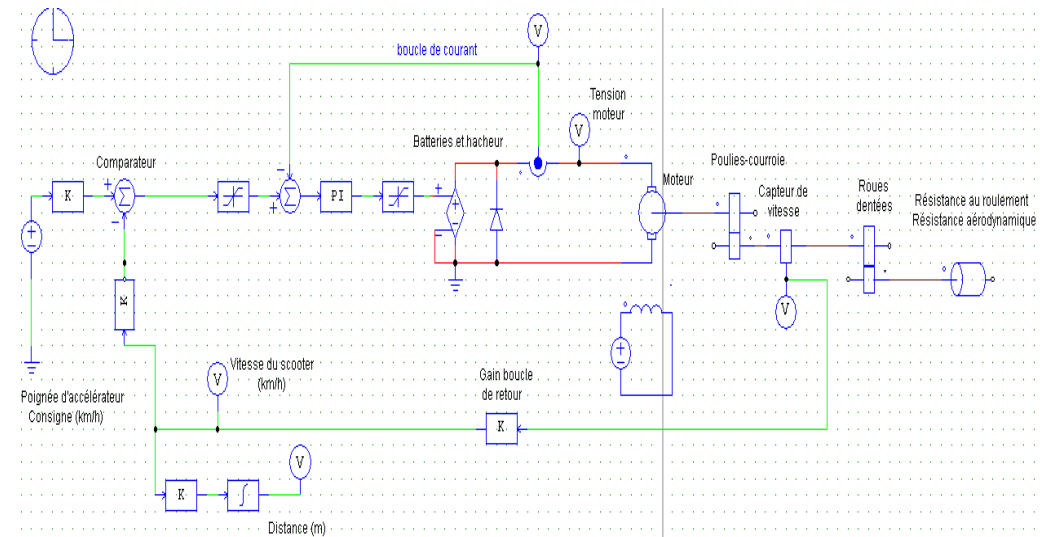 boucle de courant
V
Tension
moteur
V
Batteries et hacheur
Comparateur
K
PI
Moteur
Poulies-courroie
Capteur de
vitesse
Roues
dentées
Résistance au roulement
Résistance aérodynamique
V
K
Poignée d'accélérateur
Consigne (km/h)
Vitesse du scooter
(km/h)
V
Gain boucle
de retour
K
V
K
Distance (m)